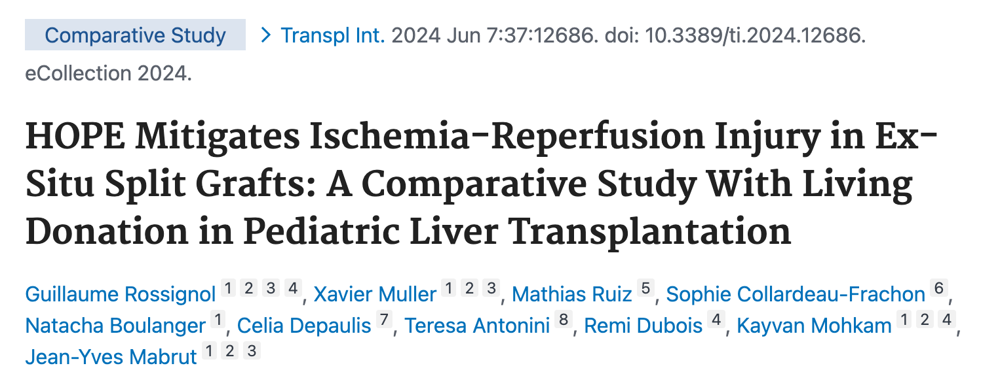 Comparative Study > Transpl Int. 2024 Jun 7:37:12686. doi: 10.3389/ti.2024.12686.
eCollection 2024.
HOPE Mitigates Ischemia-Reperfusion Injury in Ex-
Situ Split Grafts: A Comparative Study With Living
Donation in Pediatric Liver Transplantation
Guillaume Rossignol 1 2 3 4, Xavier Muller 1 2 3, Mathias Ruiz 5, Sophie Collardeau-Frachon 6,
Natacha Boulanger 1, Celia Depaulis 7, Teresa Antonini 8, Remi Dubois 4, Kayvan Mohkam 1 2 4,
Jean-Yves Mabrut 1 2 3